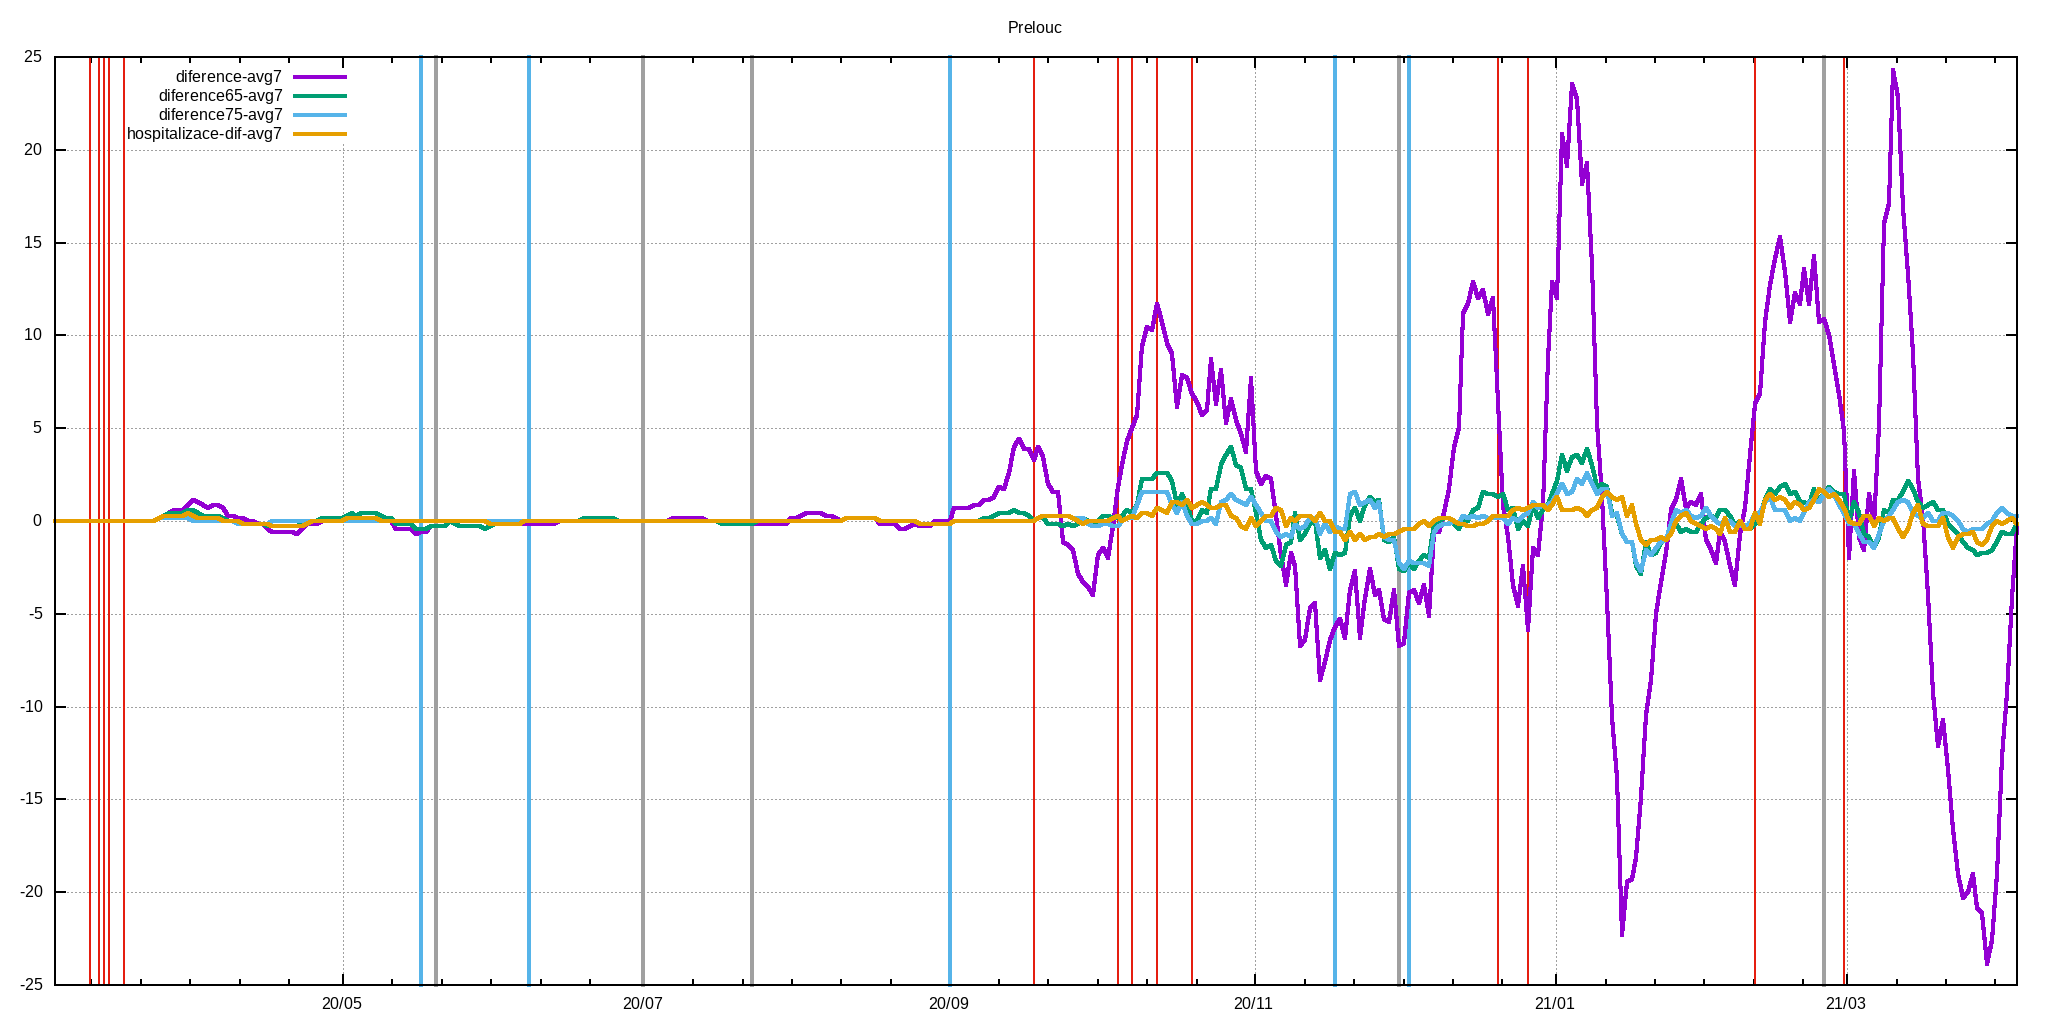 Prelouc
25
20
15
10
5
0
-5
-10
-15
-20
-25
diference-avg7
diference65-avg7
diference75-avg7
hospitalizace-dif-avg7
20/05 20/07 20/09 20/11 21/01 21/03